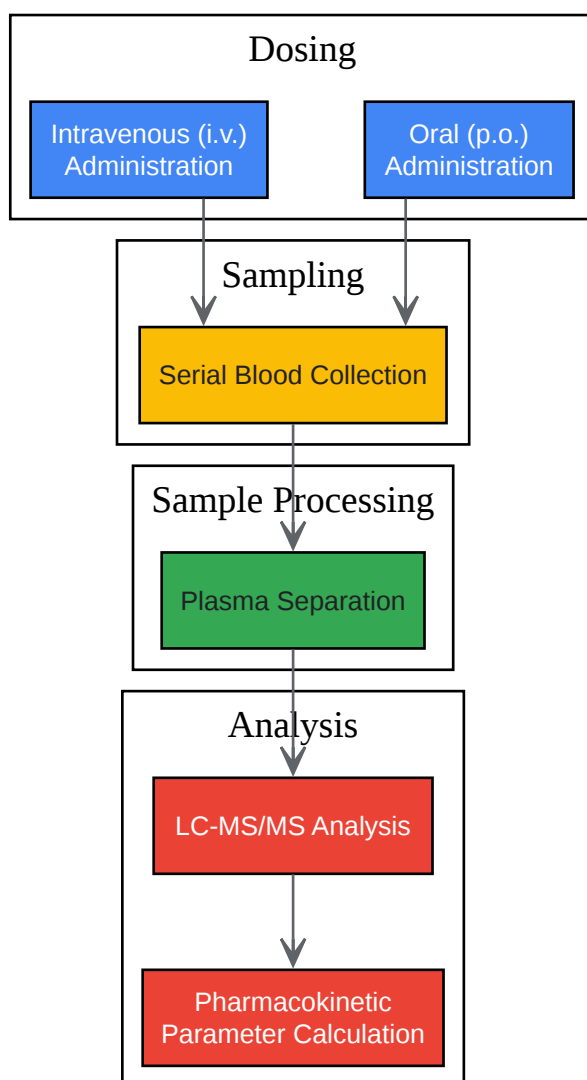 Dosing
Intravenous (i.v.)
Administration
Oral (p.o.)
Administration
Sampling
Serial Blood Collection
Sample Processing
Plasma Separation
Analysis
LC-MS/MS Analysis
Pharmacokinetic
Parameter Calculation